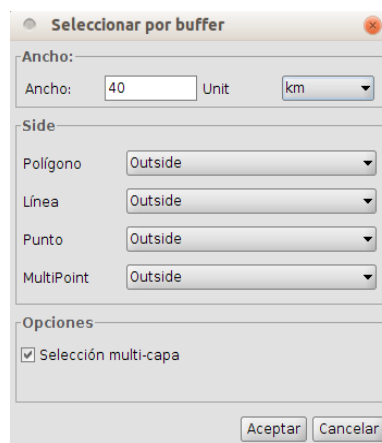 Seleccionar por buffer
Ancho:
Ancho: 40 Unit km
Side
Polígono Outside
Línea Outside
Punto Outside
MultiPoint Outside
Opciones
Selección multi-capa
Aceptar Cancelar